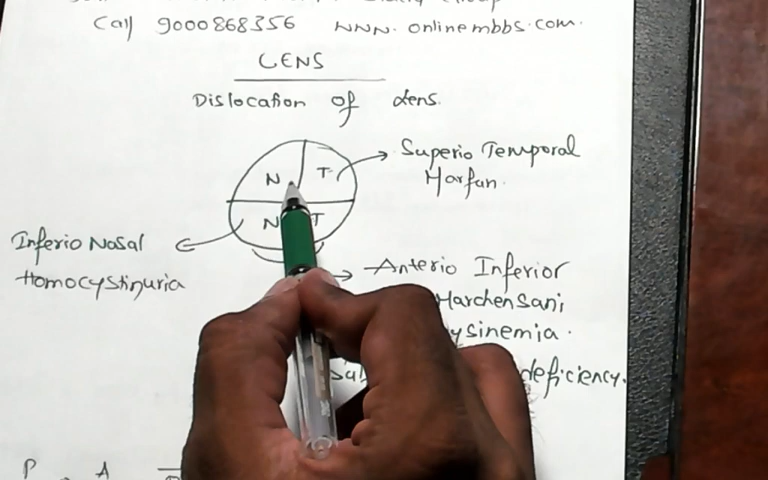 Call 9000868356 www.onlinembbs.com.
LENS
Dislocation of Lens.
N T
Superio Temporal
Marfan.
N T
Inferio Nasal
Homocystinuria
Anterio Inferior
Marchensani
ysinemia.
deficiency.
P A